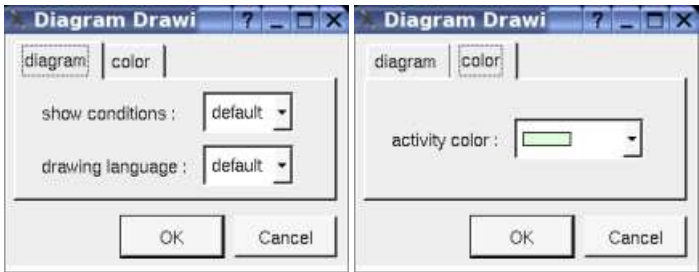 Diagram Drawi
diagram color
show conditions : default
drawing language : default
OK Cancel
Diagram Drawi
diagram color
activity color :
OK Cancel